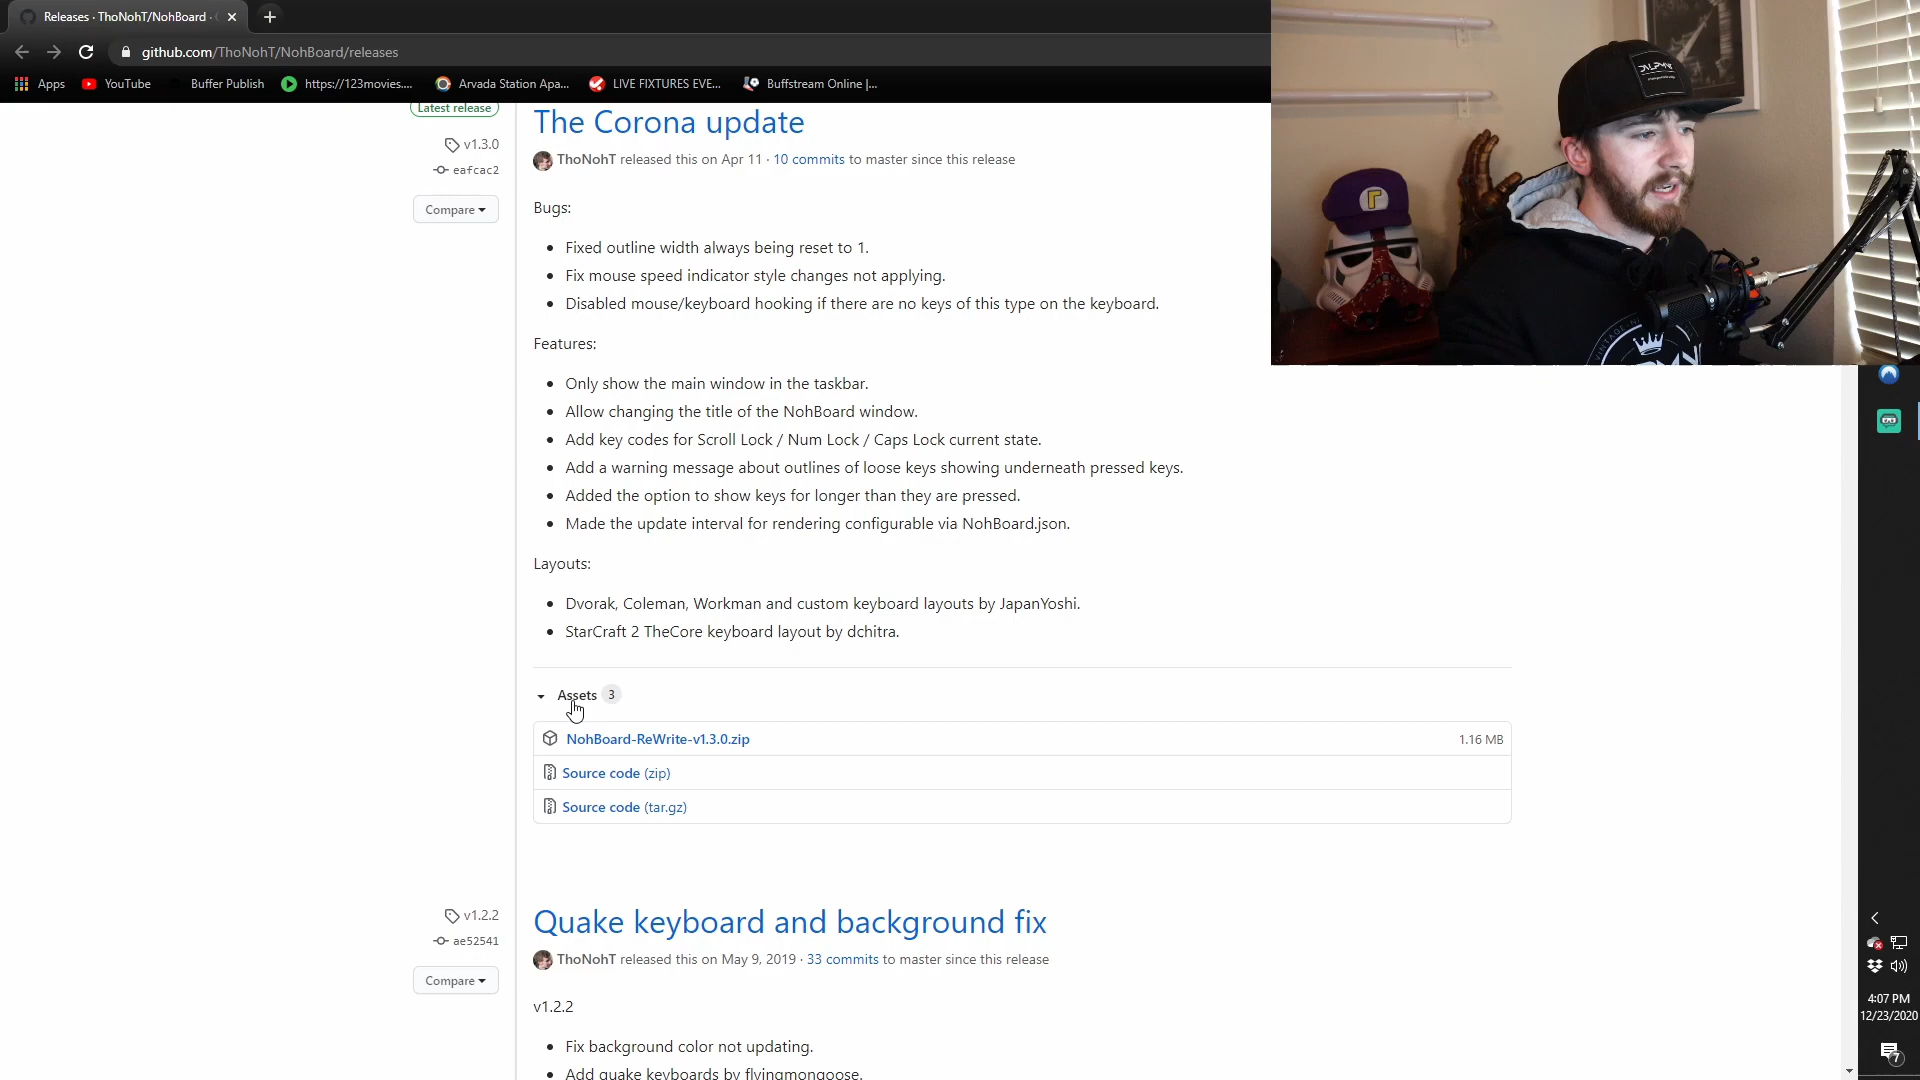 Releases · ThoNohT/NohBoard ·
github.com/ThoNohT/NohBoard/releases
Apps
YouTube
Buffer Publish
https://123movies....
Arvada Station Apa...
LIVE FIXTURES EVE...
Buffstream Online |...
Latest release
The Corona update
v1.3.0
ThoNohT released this on Apr 11 · 10 commits to master since this release
eafcac2
Compare
Bugs:
Fixed outline width always being reset to 1.
Fix mouse speed indicator style changes not applying.
Disabled mouse/keyboard hooking if there are no keys of this type on the keyboard.
Features:
Only show the main window in the taskbar.
Allow changing the title of the NohBoard window.
Add key codes for Scroll Lock / Num Lock / Caps Lock current state.
Add a warning message about outlines of loose keys showing underneath pressed keys.
Added the option to show keys for longer than they are pressed.
Made the update interval for rendering configurable via NohBoard.json.
Layouts:
Dvorak, Coleman, Workman and custom keyboard layouts by JapanYoshi.
StarCraft 2 TheCore keyboard layout by dchitra.
Assets 3
NohBoard-ReWrite-v1.3.0.zip 1.16 MB
Source code (zip)
Source code (tar.gz)
v1.2.2
Quake keyboard and background fix
ae52541
ThoNohT released this on May 9, 2019 · 33 commits to master since this release
Compare
v1.2.2
Fix background color not updating.
Add quake keyboards by flyingmongoose.
4:07 PM
12/23/2020
7